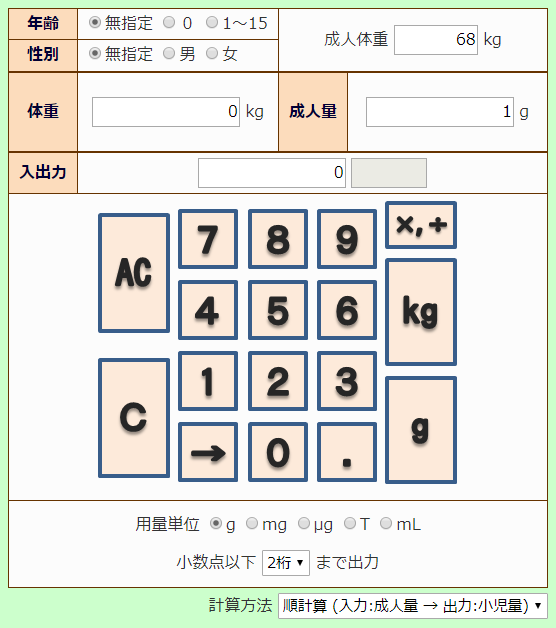 年齢 無指定 0 1～15 成人体重 68 kg
性別 無指定 男 女
体重 0 kg 成人量 1 g
入出力 0
AC 7 8 9 ×,÷
4 5 6 kg
C 1 2 3 g
→ 0 .
用量単位 g mg μg T mL
小数点以下 2桁 まで出力
計算方法 順計算 (入力:成人量 → 出力:小児量)